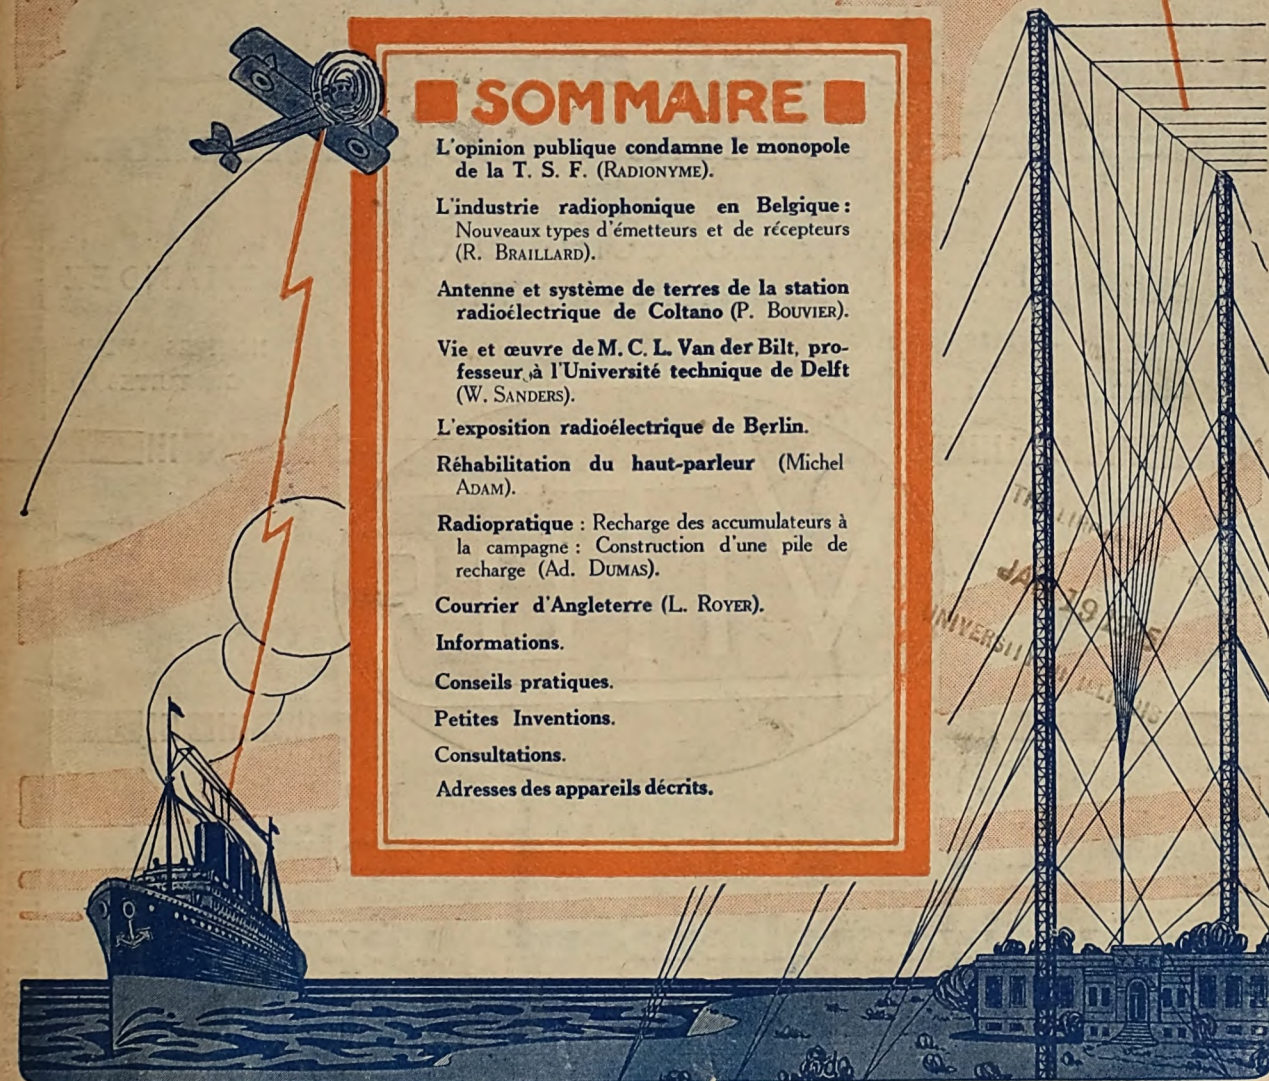 SOMMAIRE
L'opinion publique condamne le monopole
de la T. S. F. (RADIONYME).
L'industrie radiophonique en Belgique :
Nouveaux types d'émetteurs et de récepteurs
(R. BRAILLARD).
Antenne et système de terres de la station
radioélectrique de Coltano (P. BOUVIER).
Vie et œuvre de M. C. L. Van der Bilt, pro-
fesseur à l'Université technique de Delft
(W. SANDERS).
L'exposition radioélectrique de Berlin.
Réhabilitation du haut-parleur (Michel
ADAM).
Radiopratique : Recharge des accumulateurs à
la campagne : Construction d'une pile de
recharge (Ad. DUMAS).
Courrier d'Angleterre (L. ROYER).
Informations.
Conseils pratiques.
Petites Inventions.
Consultations.
Adresses des appareils décrits.